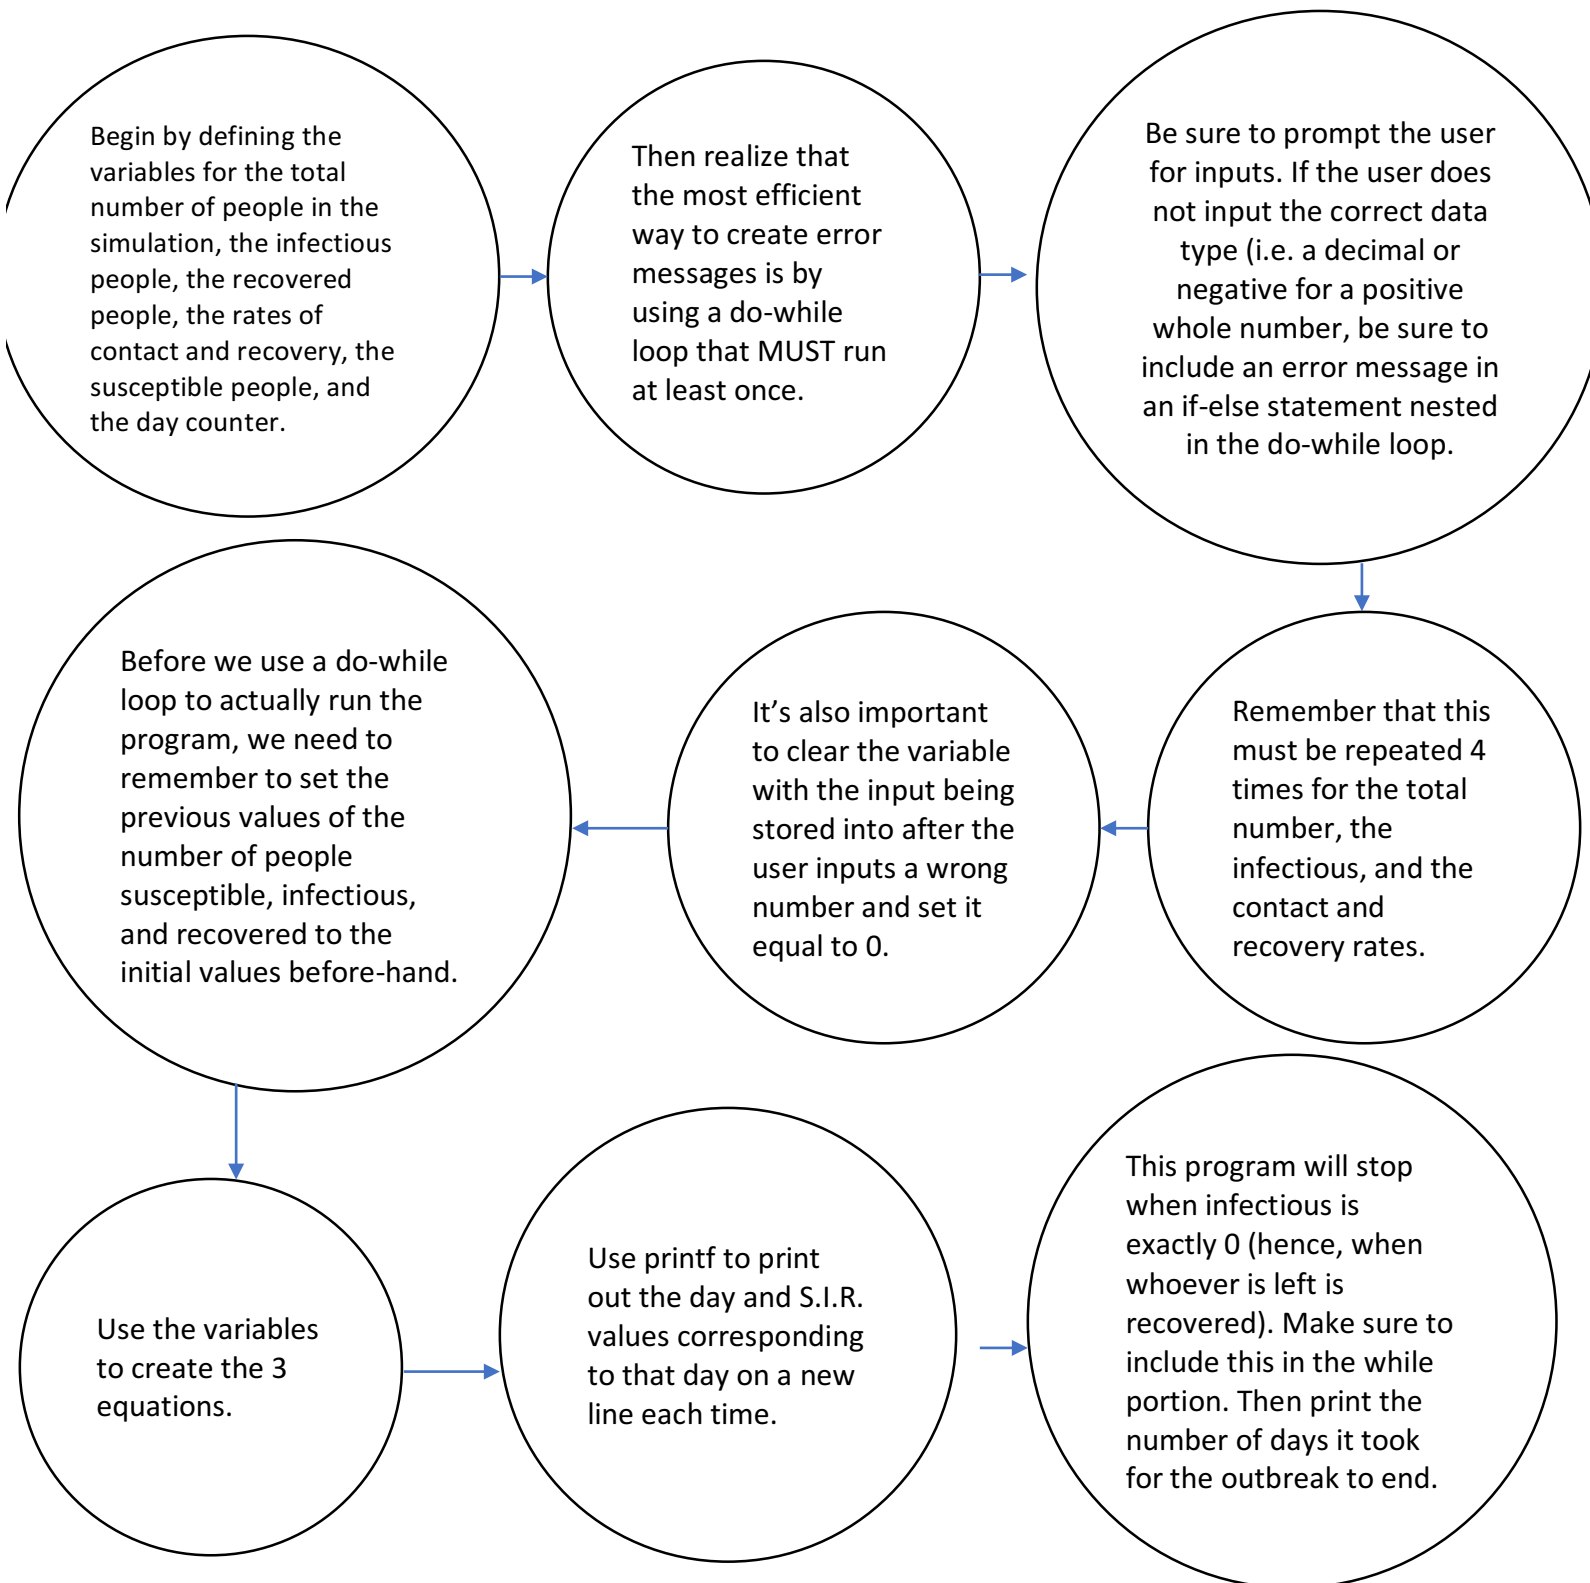 Begin by defining the
variables for the total
number of people in the
simulation, the infectious
people, the recovered
people, the rates of
contact and recovery, the
susceptible people, and
the day counter.
Then realize that
the most efficient
way to create error
messages is by
using a do-while
loop that MUST run
at least once.
Be sure to prompt the user
for inputs. If the user does
not input the correct data
type (i.e. a decimal or
negative for a positive
whole number, be sure to
include an error message in
an if-else statement nested
in the do-while loop.
Remember that this
must be repeated 4
times for the total
number, the
infectious, and the
contact and
recovery rates.
It’s also important
to clear the variable
with the input being
stored into after the
user inputs a wrong
number and set it
equal to 0.
Before we use a do-while
loop to actually run the
program, we need to
remember to set the
previous values of the
number of people
susceptible, infectious,
and recovered to the
initial values before-hand.
Use the variables
to create the 3
equations.
Use printf to print
out the day and S.I.R.
values corresponding
to that day on a new
line each time.
This program will stop
when infectious is
exactly 0 (hence, when
whoever is left is
recovered). Make sure to
include this in the while
portion. Then print the
number of days it took
for the outbreak to end.